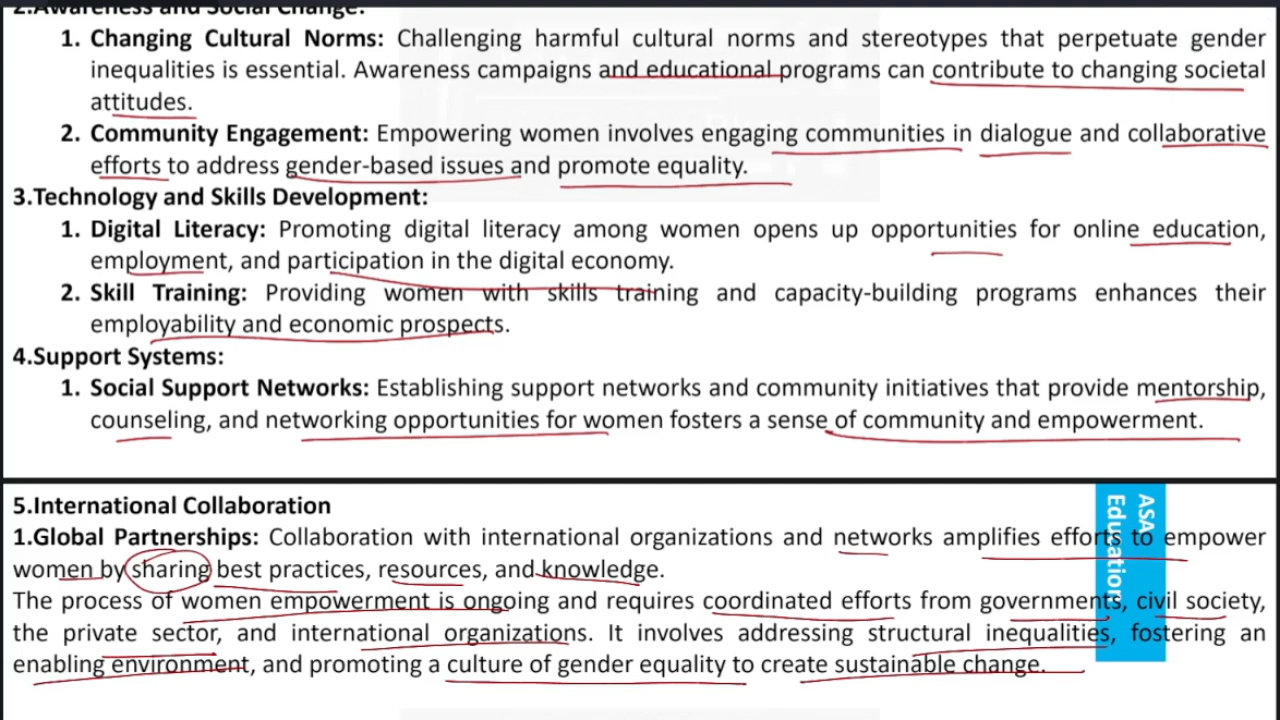 2.Awareness and Social Change:
1. Changing Cultural Norms: Challenging harmful cultural norms and stereotypes that perpetuate gender
inequalities is essential. Awareness campaigns and educational programs can contribute to changing societal
attitudes.
2. Community Engagement: Empowering women involves engaging communities in dialogue and collaborative
efforts to address gender-based issues and promote equality.
3.Technology and Skills Development:
1. Digital Literacy: Promoting digital literacy among women opens up opportunities for online education,
employment, and participation in the digital economy.
2. Skill Training: Providing women with skills training and capacity-building programs enhances their
employability and economic prospects.
4.Support Systems:
1. Social Support Networks: Establishing support networks and community initiatives that provide mentorship,
counseling, and networking opportunities for women fosters a sense of community and empowerment.
5.International Collaboration
1.Global Partnerships: Collaboration with international organizations and networks amplifies efforts to empower
women by sharing best practices, resources, and knowledge.
The process of women empowerment is ongoing and requires coordinated efforts from governments, civil society,
the private sector, and international organizations. It involves addressing structural inequalities, fostering an
enabling environment, and promoting a culture of gender equality to create sustainable change.
ASA
Education